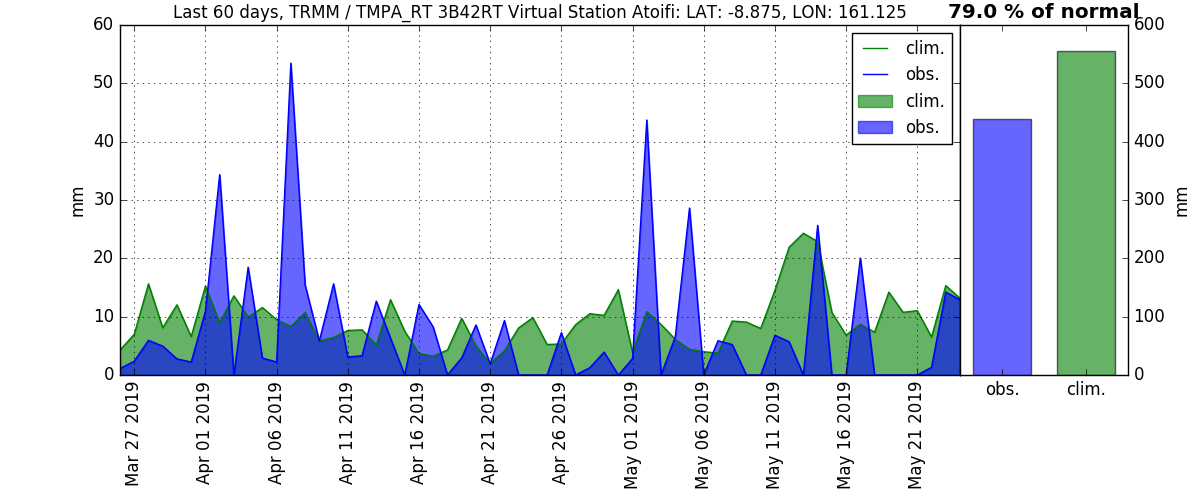 Last 60 days, TRMM / TMPA_RT 3B42RT Virtual Station Atoifi: LAT: -8.875, LON: 161.125
79.0 % of normal
60
50
40
30
20
10
0
mm
clim.
obs.
clim.
obs.
600
500
400
300
200
100
0
mm
Mar 27 2019
Apr 01 2019
Apr 06 2019
Apr 11 2019
Apr 16 2019
Apr 21 2019
Apr 26 2019
May 01 2019
May 06 2019
May 11 2019
May 16 2019
May 21 2019
obs.
clim.